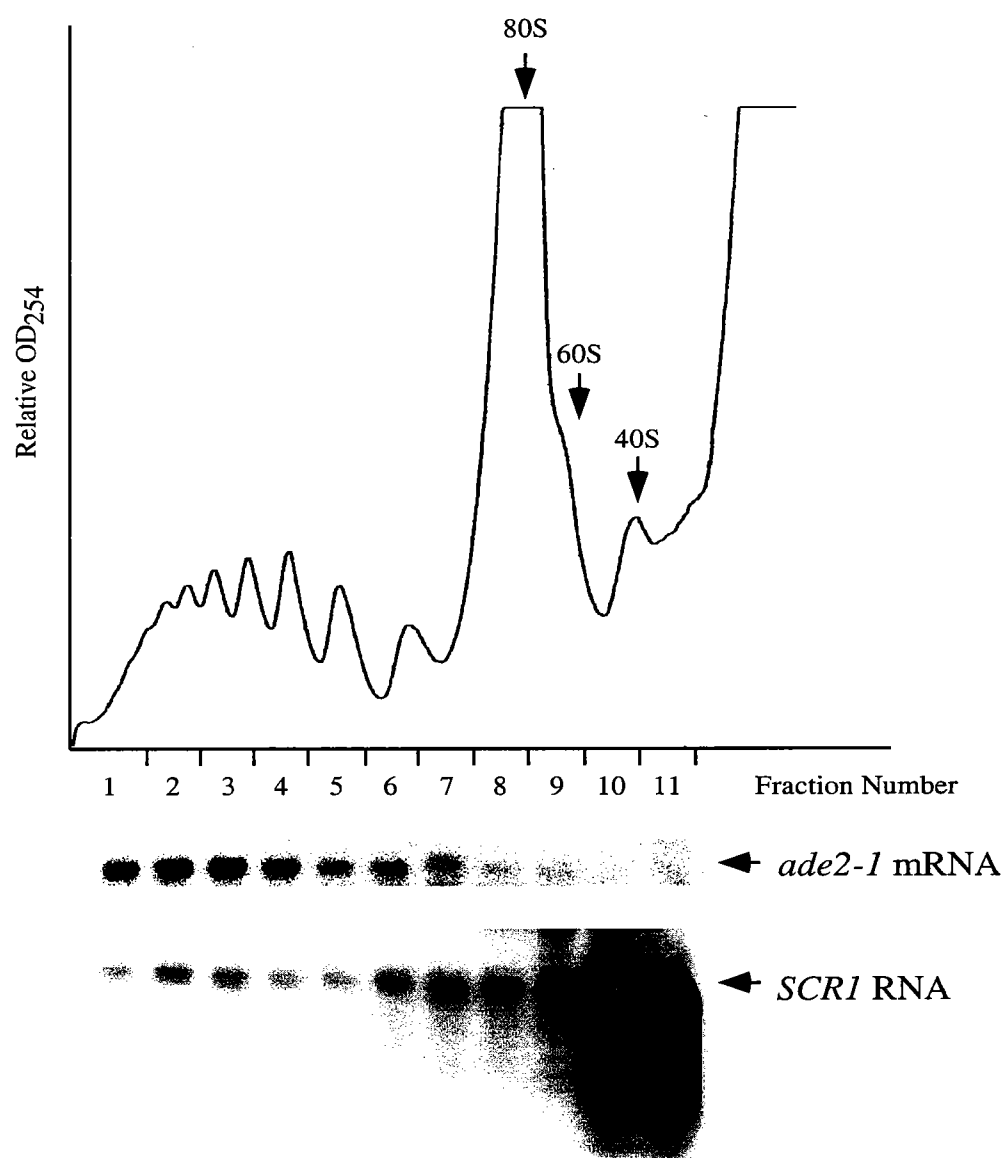 80S
60S
40S
Relative OD254
1 2 3 4 5 6 7 8 9 10 11 Fraction Number
ade2-1 mRNA
SCR1 RNA